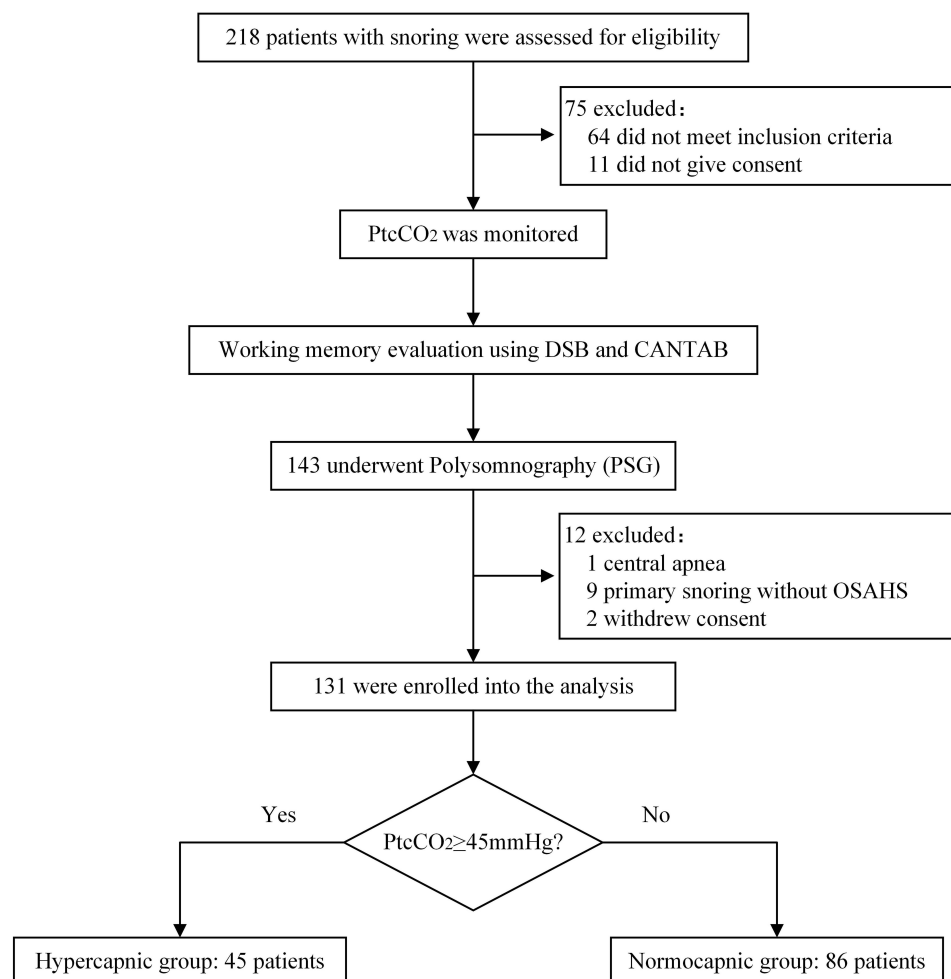 218 patients with snoring were assessed for eligibility
75 excluded：
64 did not meet inclusion criteria
11 did not give consent
PtcCO2 was monitored
Working memory evaluation using DSB and CANTAB
143 underwent Polysomnography (PSG)
12 excluded：
1 central apnea
9 primary snoring without OSAHS
2 withdrew consent
131 were enrolled into the analysis
Yes
No
PtcCO2≥45mmHg?
Hypercapnic group: 45 patients
Normocapnic group: 86 patients